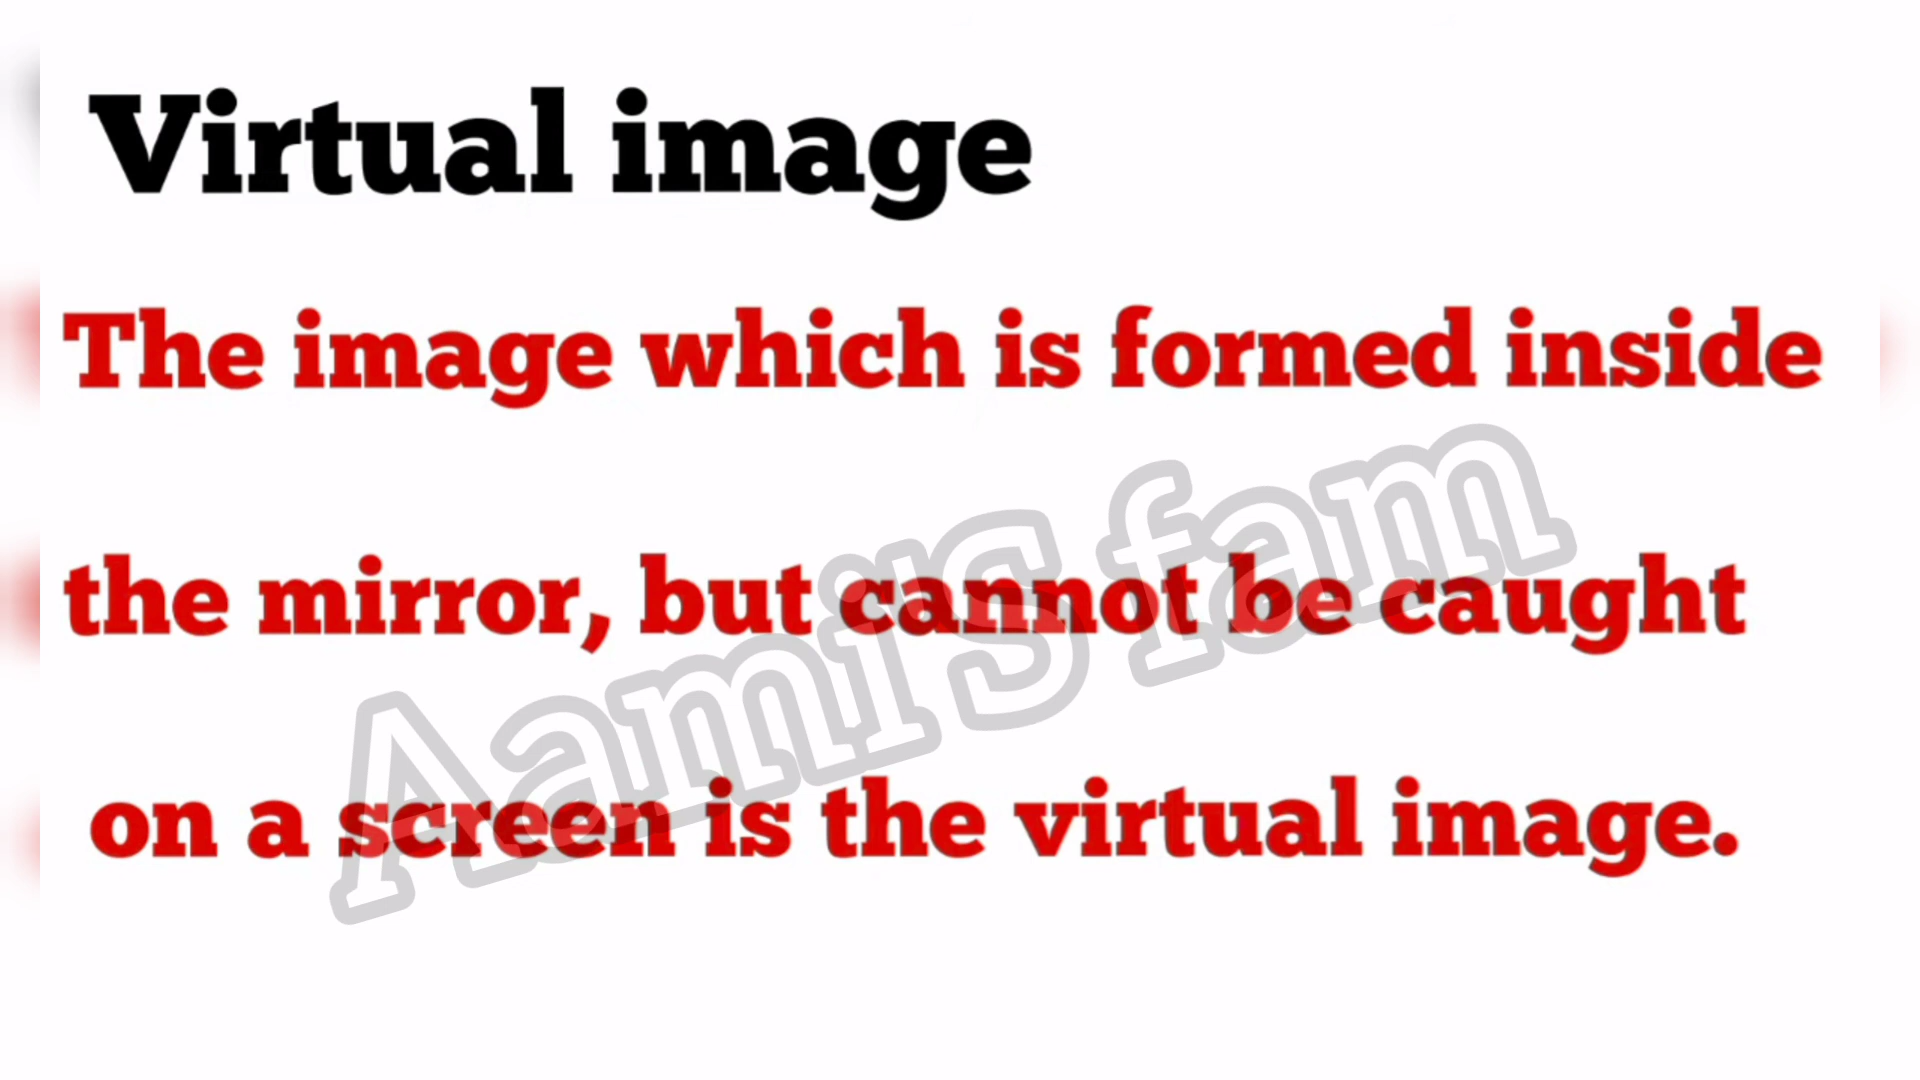 Virtual image
The image which is formed inside
the mirror, but cannot be caught
on a screen is the virtual image.
Aami'S fam